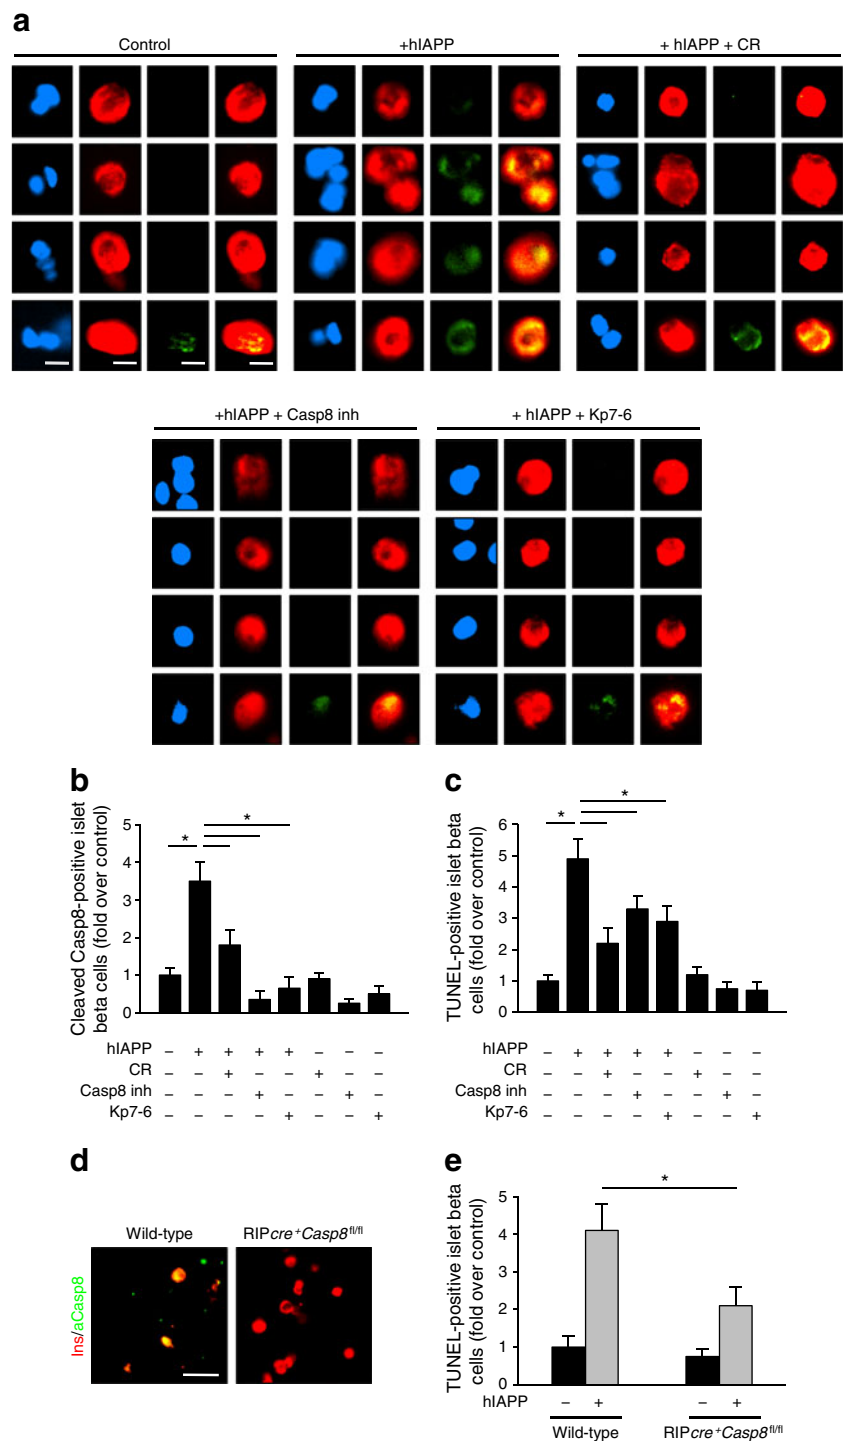 a
Control
+hIAPP
+ hIAPP + CR
+hIAPP + Casp8 inh
+ hIAPP + Kp7-6
b
Cleaved Casp8-positive islet
beta cells (fold over control)
5
4
3
2
1
0
*
*
hIAPP – + + + + – – –
CR – – + – – + – –
Casp8 inh – – – + – – + –
Kp7-6 – – – – + – – +
c
TUNEL-positive islet beta
cells (fold over control)
6
5
4
3
2
1
0
*
*
hIAPP – + + + + – – –
CR – – + – – + – –
Casp8 inh – – – + – – + –
Kp7-6 – – – – + – – +
d
Wild-type
RIPcre+Casp8fl/fl
Ins/aCasp8
e
TUNEL-positive islet beta
cells (fold over control)
5
4
3
2
1
0
*
hIAPP – + – +
Wild-type
RIPcre+Casp8fl/fl